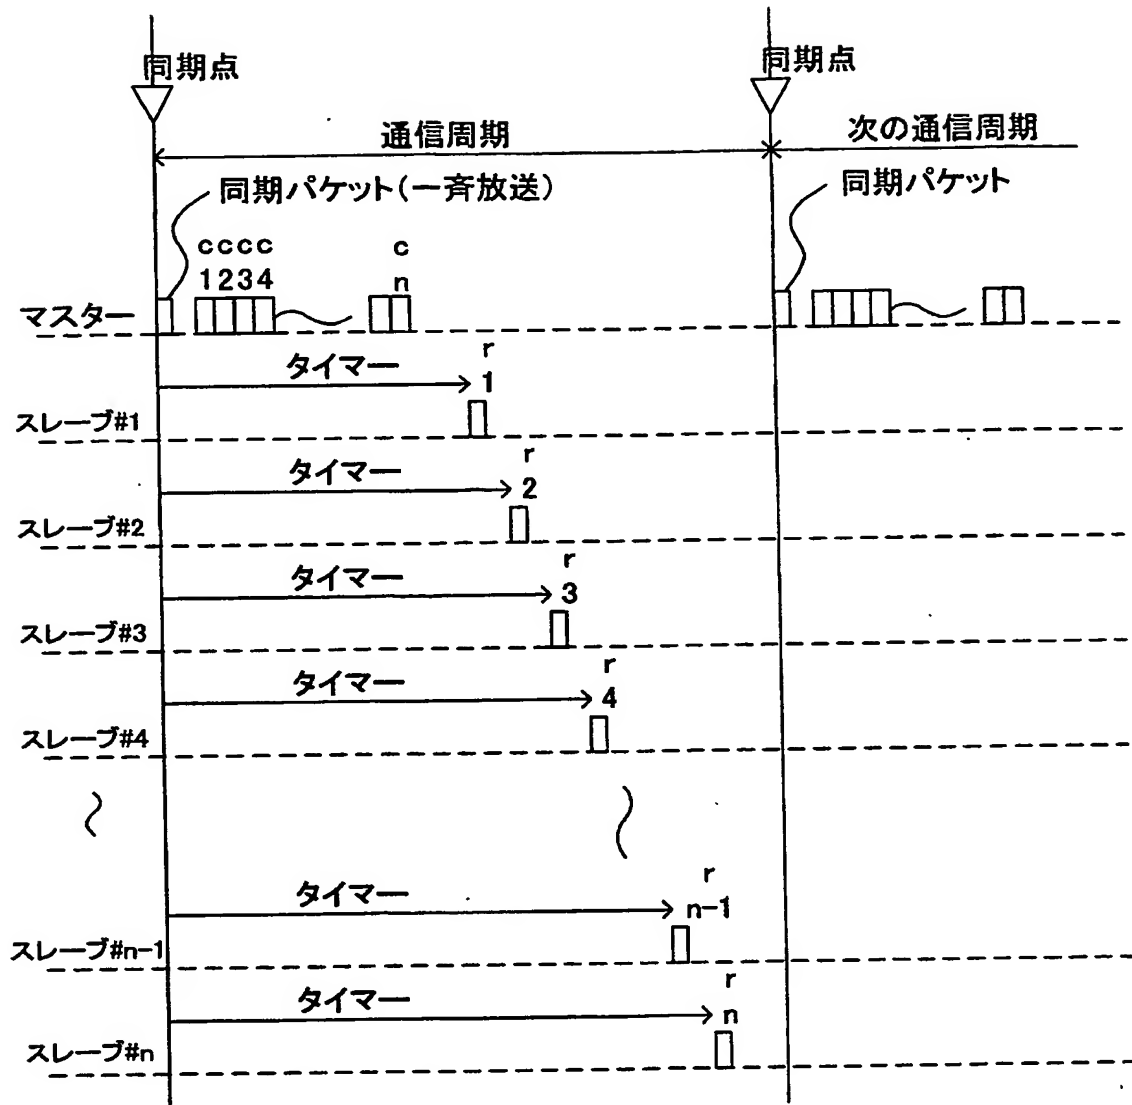 同期点
同期点
通信周期
次の通信周期
同期パケット(一斉放送)
同期パケット
cccc
c
1234
n
マスター
タイマー
r
1
スレーブ#1
タイマー
r
2
スレーブ#2
タイマー
r
3
スレーブ#3
タイマー
r
4
スレーブ#4
タイマー
r
n-1
スレーブ#n-1
タイマー
r
n
スレーブ#n